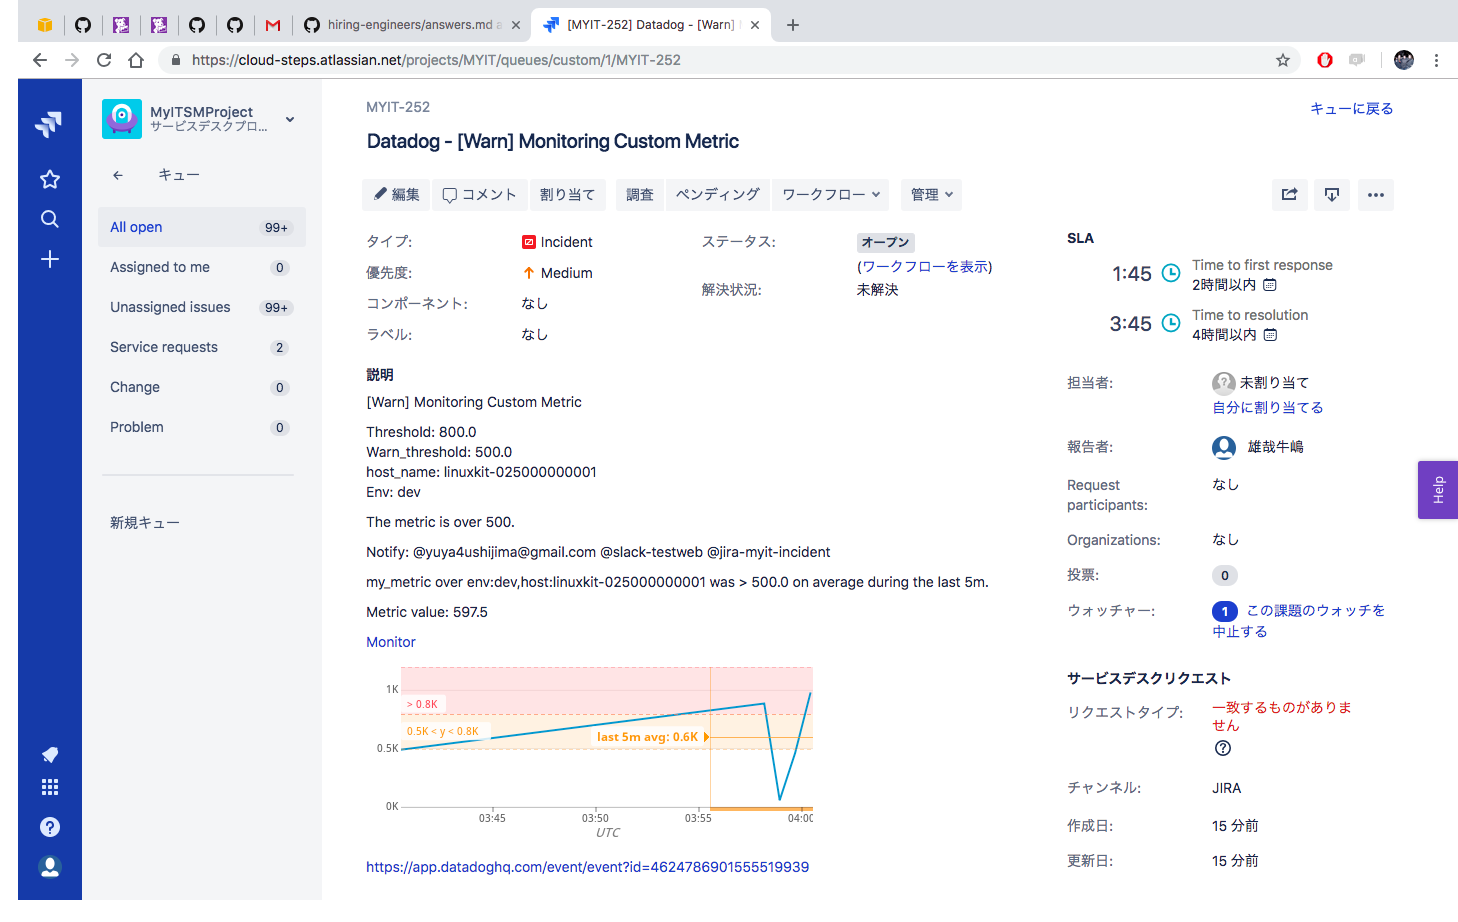 hiring-engineers/answers.md a
[MYIT-252] Datadog - [Warn]
https://cloud-steps.atlassian.net/projects/MYIT/queues/custom/1/MYIT-252
MyITSMProject
サービスデスクプロ...
キュー
All open 99+
Assigned to me 0
Unassigned issues 99+
Service requests 2
Change 0
Problem 0
新規キュー
MYIT-252
キューに戻る
Datadog - [Warn] Monitoring Custom Metric
編集 コメント 割り当て 調査 ペンディング ワークフロー 管理
タイプ: Incident
優先度: Medium
コンポーネント: なし
ラベル: なし
ステータス: オープン
(ワークフローを表示)
解決状況: 未解決
説明
[Warn] Monitoring Custom Metric
Threshold: 800.0
Warn_threshold: 500.0
host_name: linuxkit-025000000001
Env: dev
The metric is over 500.
Notify: @yuya4ushijima@gmail.com @slack-testweb @jira-myit-incident
my_metric over env:dev,host:linuxkit-025000000001 was > 500.0 on average during the last 5m.
Metric value: 597.5
Monitor
1K
> 0.8K
0.5K < y < 0.8K
last 5m avg: 0.6K
0.5K
0K
03:45 03:50 03:55 04:00
UTC
https://app.datadoghq.com/event/event?id=4624786901555519939
SLA
1:45 Time to first response
2時間以内
3:45 Time to resolution
4時間以内
担当者: 未割り当て
自分に割り当てる
報告者: 雄哉牛嶋
Request participants: なし
Organizations: なし
投票: 0
ウォッチャー: 1 この課題のウォッチを
中止する
サービスデスクリクエスト
リクエストタイプ: 一致するものがありま
せん
チャンネル: JIRA
作成日: 15 分前
更新日: 15 分前
Help